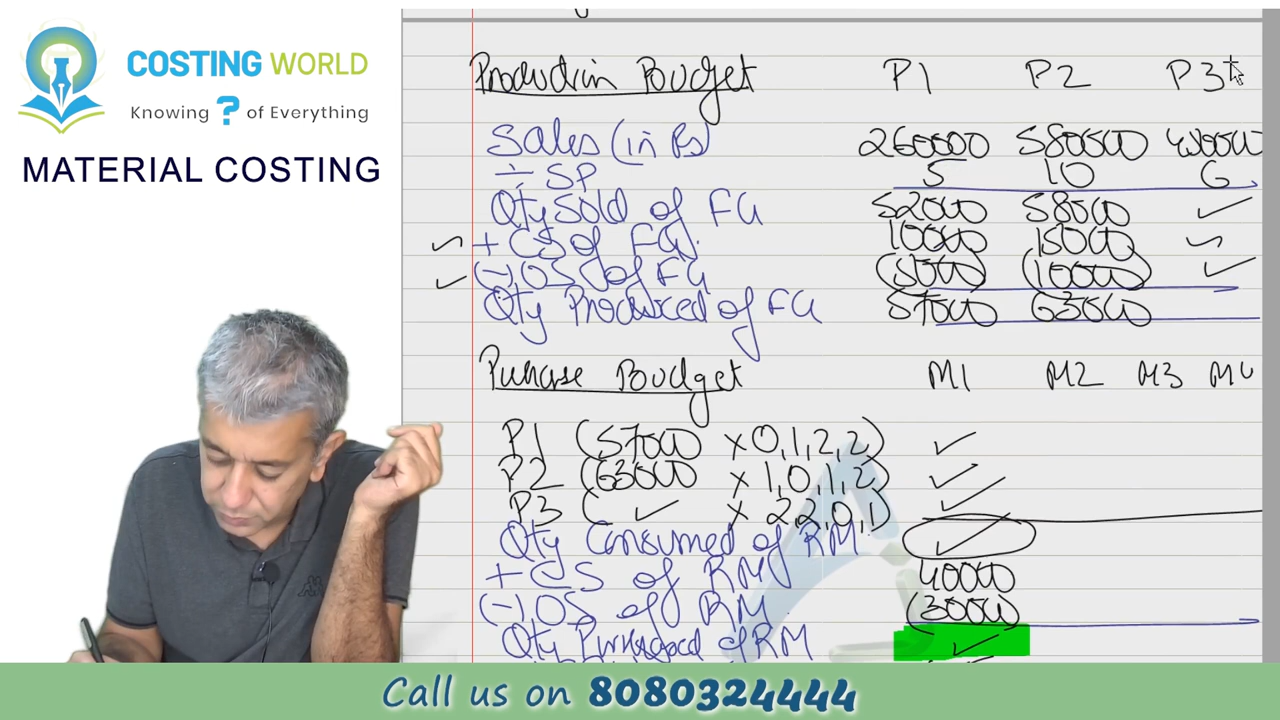 COSTING WORLD
Knowing ? of Everything
MATERIAL COSTING
Production Budget P1 P2 P3
Sales (in Rs) 260000 580000
÷ SP 5 10 6
Qty Sold of FG 52000 58000 ✓
✓ + CS of FG 10000 15000 ✓
✓ (-) OS of FG (5000) (10000) ✓
Qty Produced of FG 57000 63000
Purchase Budget M1 M2 M3 M4
P1 (57000 x 0,1,2,2) ✓
P2 (63000 x 1,0,1,2) ✓
P3 ( ✓ x 2,2,0,1) ✓
Qty Consumed of RM ✓
+ CS of RM 40000
(-) OS of RM (30000)
Qty Purchased of RM ✓
Call us on 8080324444